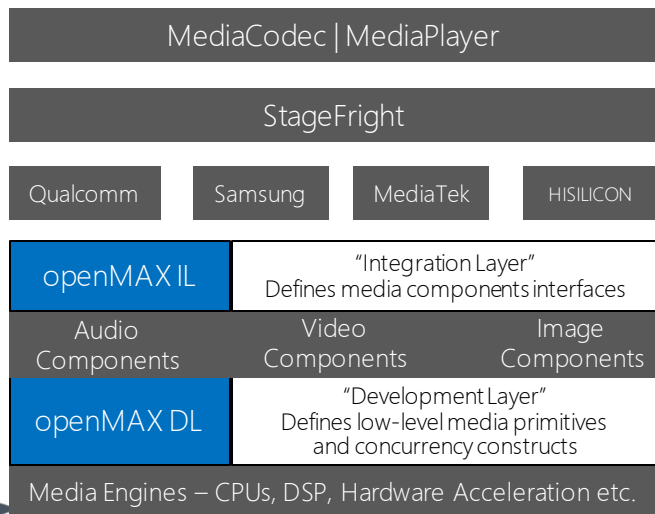 MediaCodec | MediaPlayer
StageFright
Qualcomm Samsung MediaTek HISILICON
openMAX IL
“Integration Layer”
Defines media components interfaces
Audio
Components
Video
Components
Image
Components
openMAX DL
“Development Layer”
Defines low-level media primitives
and concurrency constructs
Media Engines – CPUs, DSP, Hardware Acceleration etc.